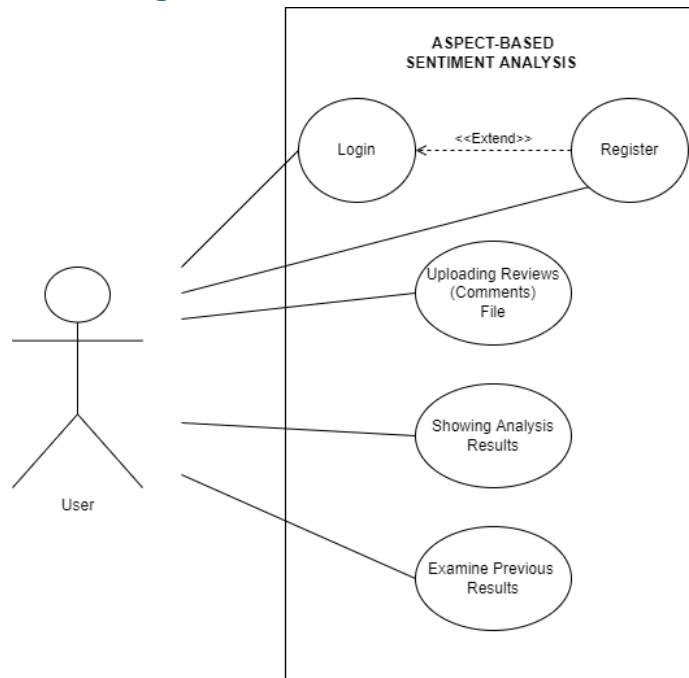 ASPECT-BASED
SENTIMENT ANALYSIS
Login
<<Extend>>
Register
Uploading Reviews
(Comments)
File
Showing Analysis
Results
User
Examine Previous
Results